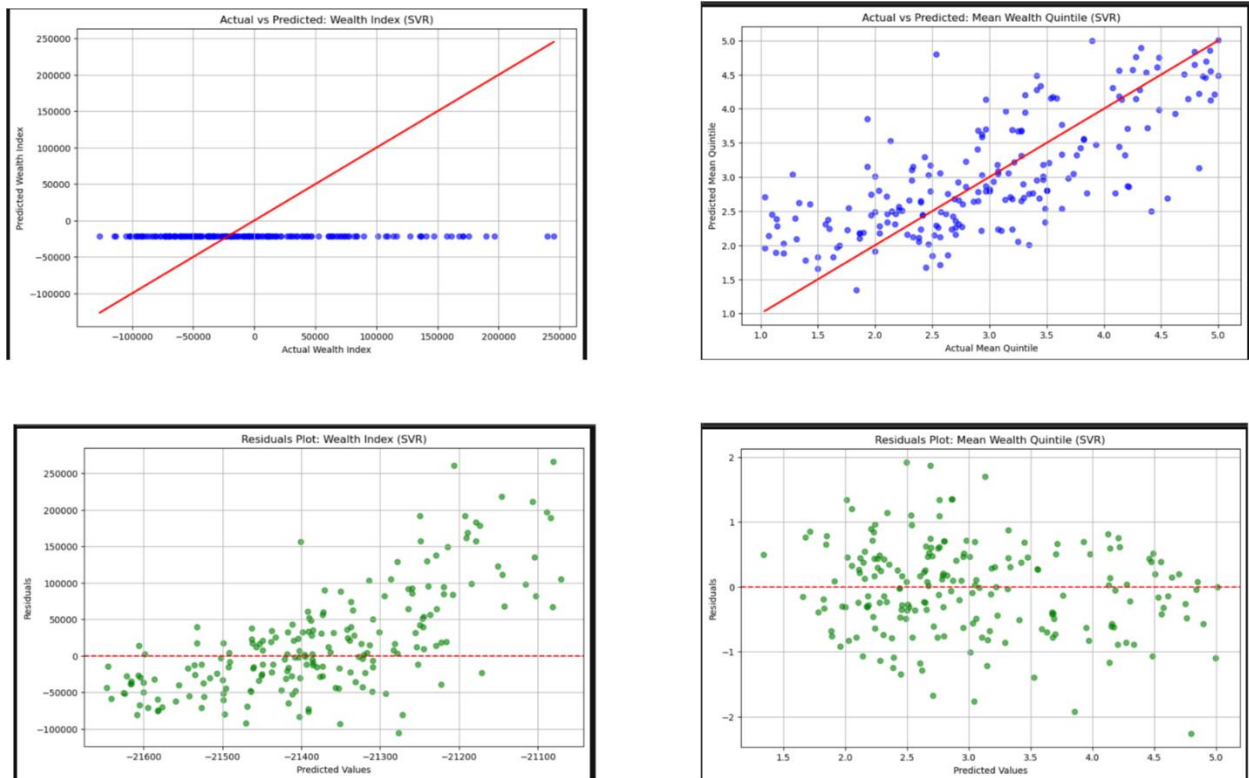 Actual vs Predicted: Wealth Index (SVR)
250000
200000
150000
100000
50000
0
−50000
−100000
Predicted Wealth Index
−100000 −50000 0 50000 100000 150000 200000 250000
Actual Wealth Index
Actual vs Predicted: Mean Wealth Quintile (SVR)
5.0
4.5
4.0
3.5
3.0
2.5
2.0
1.5
1.0
Predicted Mean Quintile
1.0 1.5 2.0 2.5 3.0 3.5 4.0 4.5 5.0
Actual Mean Quintile
Residuals Plot: Wealth Index (SVR)
250000
200000
150000
100000
50000
0
−50000
−100000
Residuals
−21600 −21500 −21400 −21300 −21200 −21100
Predicted Values
Residuals Plot: Mean Wealth Quintile (SVR)
2
1
0
−1
−2
Residuals
1.5 2.0 2.5 3.0 3.5 4.0 4.5 5.0
Predicted Values